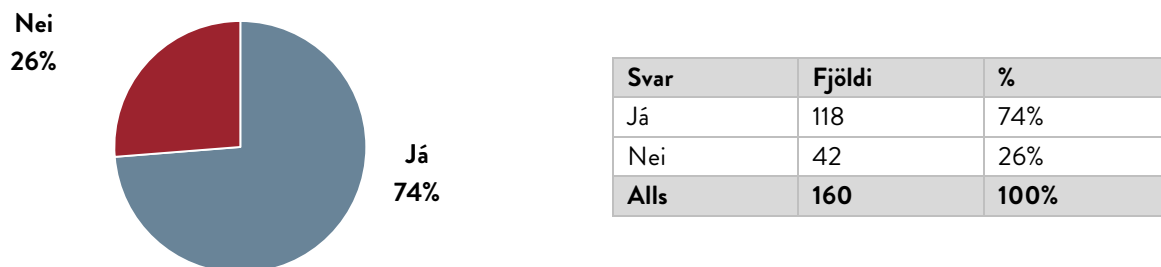 Nei
26%
Já
74%
Svar Fjöldi %
Já 118 74%
Nei 42 26%
Alls 160 100%